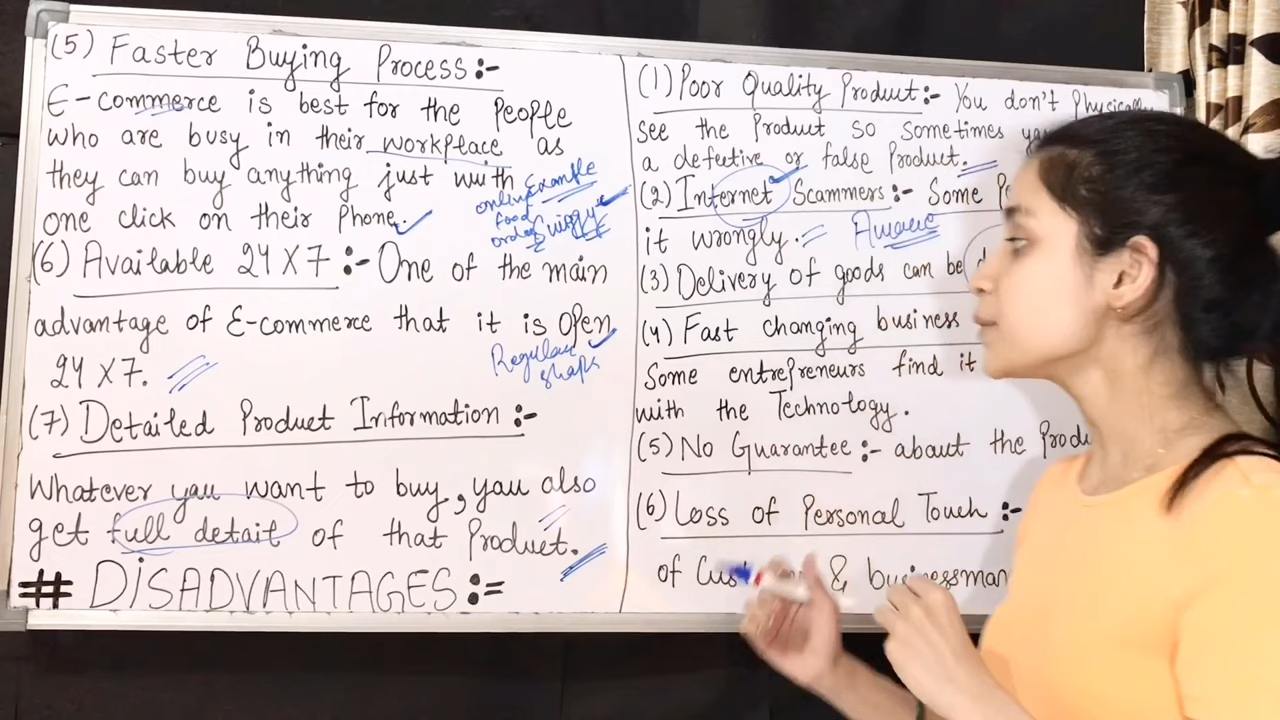 (5) Faster Buying Process:-
E-commerce is best for the People
who are busy in their workplace as
they can buy anything just with
one click on their Phone.
Example
online
food
order
Swiggy
(6) Available 24 X 7 :- One of the main
advantage of E-commerce that it is Open
24 X 7.
Regular
shops
(7) Detailed Product Information :-
Whatever you want to buy, you also
get full detail of that Product.
# DISADVANTAGES :=
(1) Poor Quality Product :- You don't Physically
see the Product so sometimes
a defective or false Product.
(2) Internet Scammers :- Some
it wrongly.
Aware
(3) Delivery of goods can be
(4) Fast changing business
Some entrepreneurs find it
with the Technology.
(5) No Guarantee :- about the
(6) Loss of Personal Touch :-
of & businessman